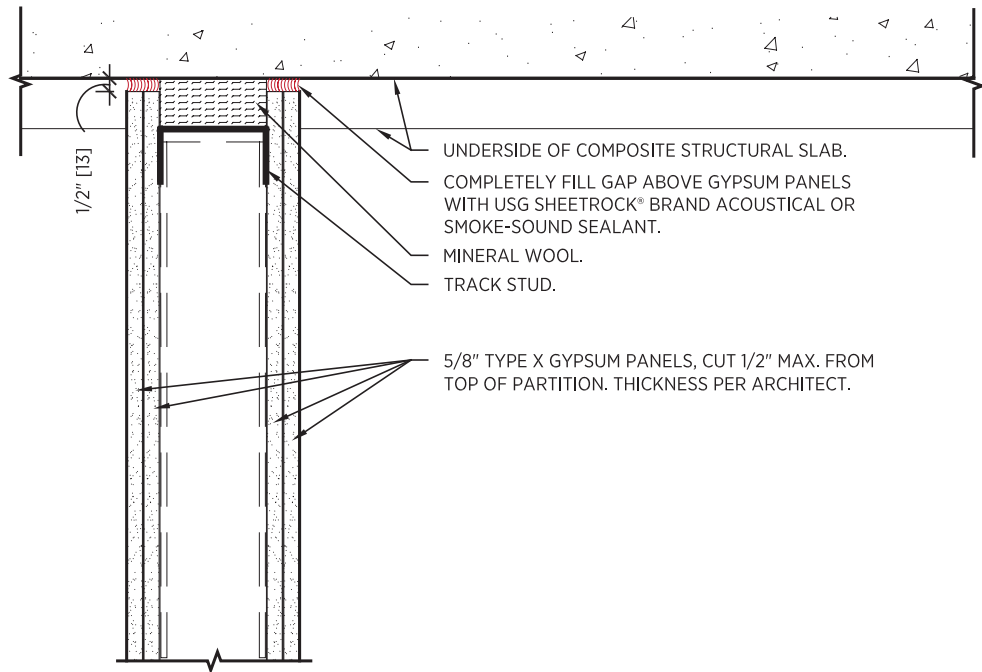 UNDERSIDE OF COMPOSITE STRUCTURAL SLAB.
COMPLETELY FILL GAP ABOVE GYPSUM PANELS
WITH USG SHEETROCK® BRAND ACOUSTICAL OR
SMOKE-SOUND SEALANT.
MINERAL WOOL.
TRACK STUD.
1/2" [13]
5/8" TYPE X GYPSUM PANELS, CUT 1/2" MAX. FROM
TOP OF PARTITION. THICKNESS PER ARCHITECT.